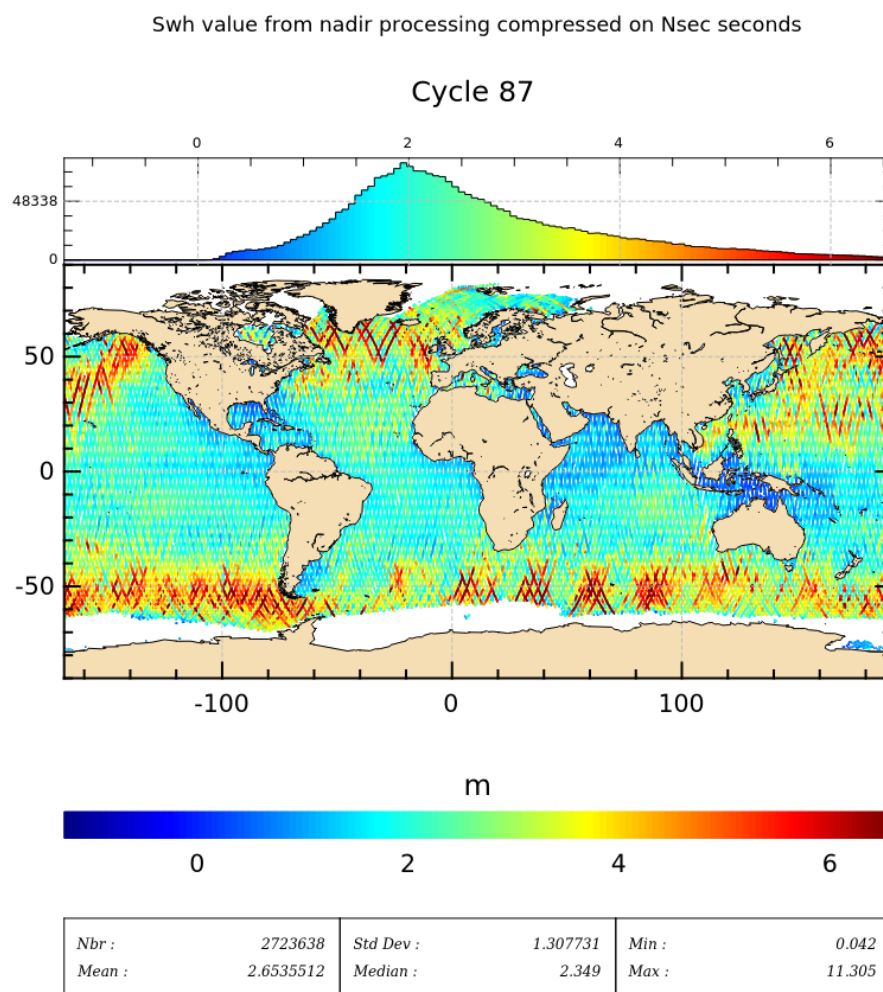 Swh value from nadir processing compressed on Nsec seconds
Cycle 87
0 2 4 6
48338
0
50
0
-50
-100 0 100
m
0 2 4 6
Nbr : 2723638 Std Dev : 1.307731 Min : 0.042
Mean : 2.6535512 Median : 2.349 Max : 11.305